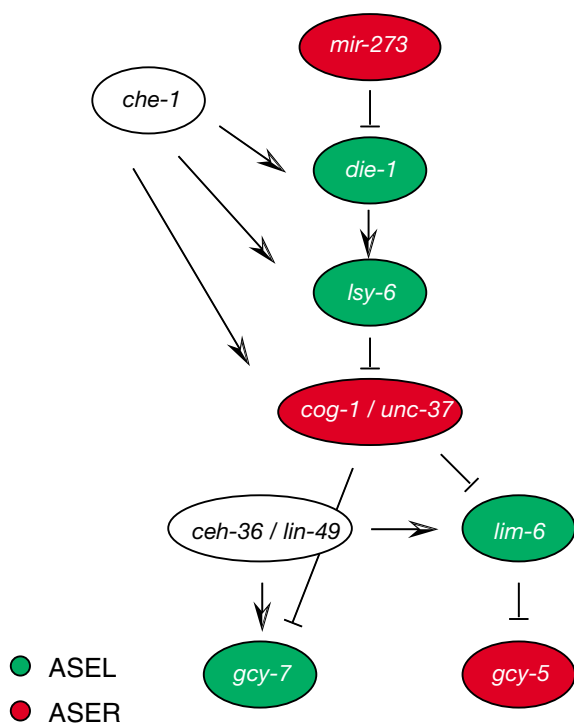 mir-273
che-1
die-1
lsy-6
cog-1 / unc-37
ceh-36 / lin-49
lim-6
gcy-7
gcy-5
ASEL
ASER